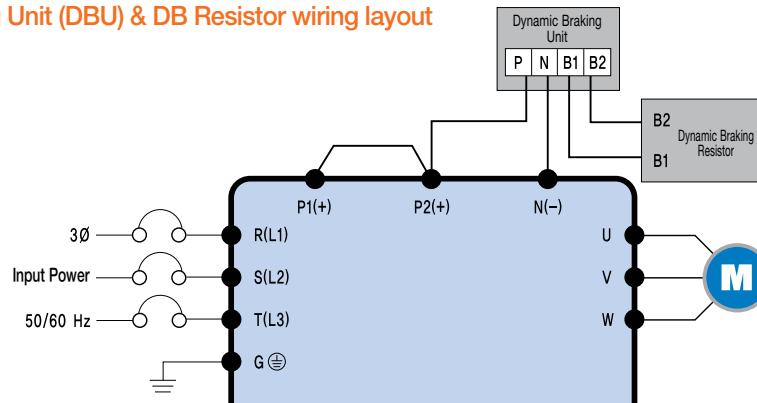 Unit (DBU) & DB Resistor wiring layout
Dynamic Braking
Unit
P N B1 B2
B2
Dynamic Braking
Resistor
B1
P1(+) P2(+) N(−)
3Ø R(L1) U
Input Power S(L2) V M
50/60 Hz T(L3) W
G